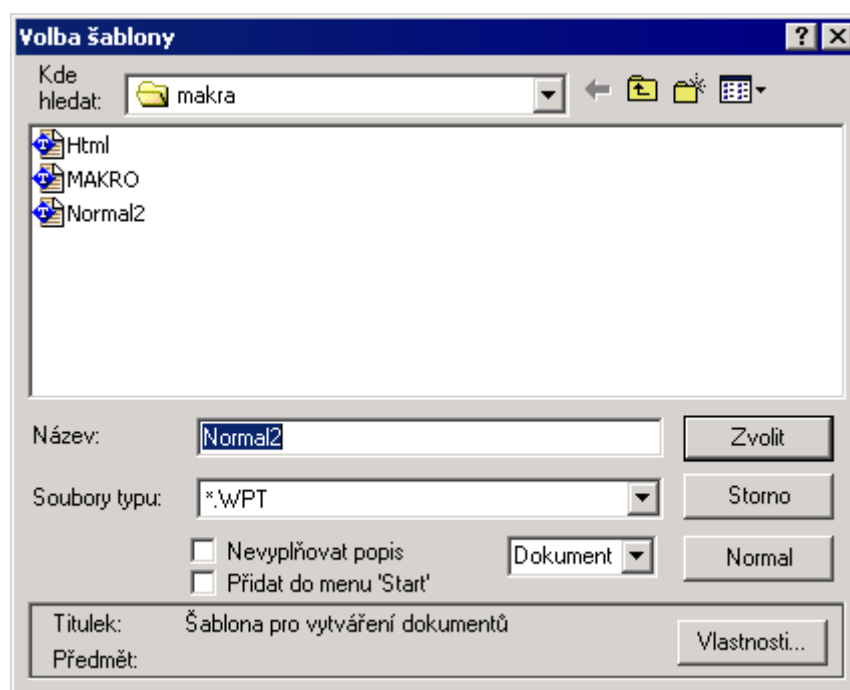 Volba šablony
Kde
hledat:
makra
Html
MAKRO
Normal2
Název:
Normal2
Zvolit
Soubory typu:
*.WPT
Storno
Nevyplňovat popis
Dokument
Normal
Přidat do menu 'Start'
Titulek:
Šablona pro vytváření dokumentů
Předmět:
Vlastnosti...